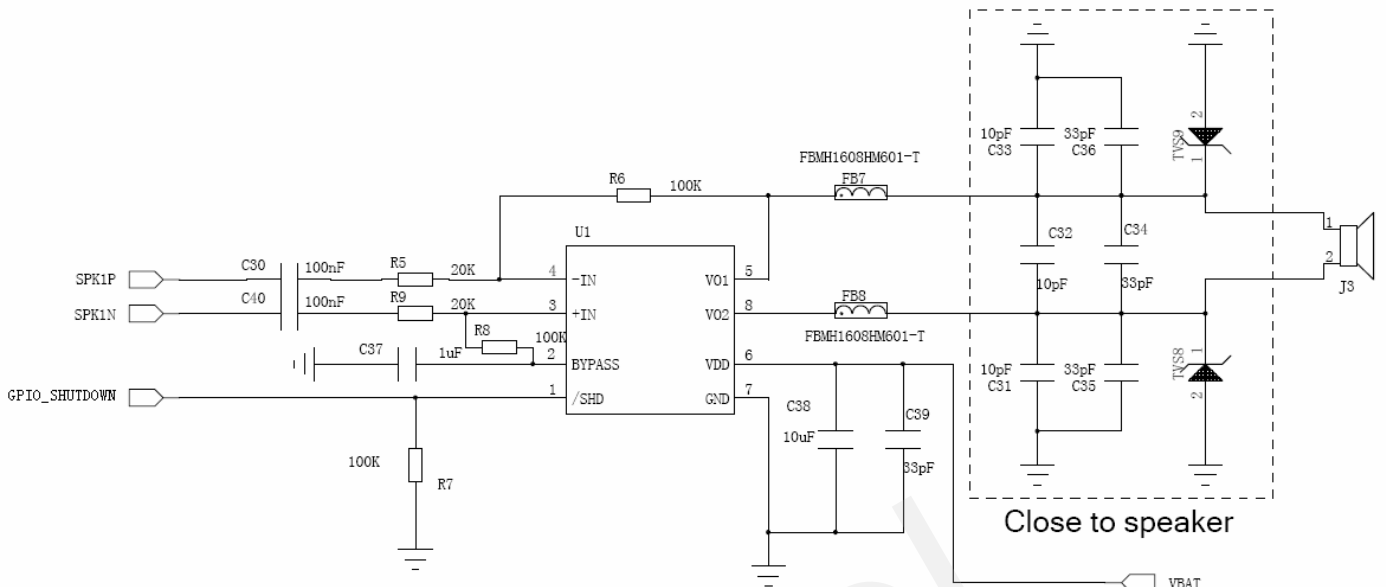 10pF
C33
33pF
C36
2
TVS9
1
FBMH1608HM601-T
FB7
R6
100K
U1
C32
10pF
C34
33pF
1
2
J3
SPK1P
C30
100nF
R5
20K
4
-IN
VO1
5
SPK1N
C40
100nF
R9
20K
3
+IN
VO2
8
FB8
FBMH1608HM601-T
R8
100K
C37
1uF
2
BYPASS
VDD
6
10pF
C31
33pF
C35
TVS8
1
2
GPIO_SHUTDOWN
1
/SHD
GND
7
C38
10uF
C39
33pF
100K
R7
Close to speaker
VBAT